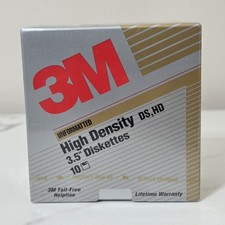 3M
UNFORMATTED
High Density DS, HD
3.5" Diskettes
10
3M Toll-Free
Helpline
Lifetime Warranty